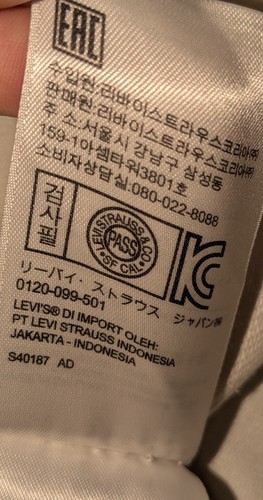 EAC
수입원:리바이스트라우스코리아㈜
판매원:리바이스트라우스코리아㈜
주 소:서울시 강남구 삼성동
159-10섬템타워3801호
소비자상담실:080-022-8088
검사필
LEVI STRAUSS & CO
PASS
SF CAL
KC
リーバイ・ストラウス ジャパン㈱
0120-099-501
LEVI'S® DI IMPORT OLEH:
PT LEVI STRAUSS INDONESIA
JAKARTA - INDONESIA
S40187 AD